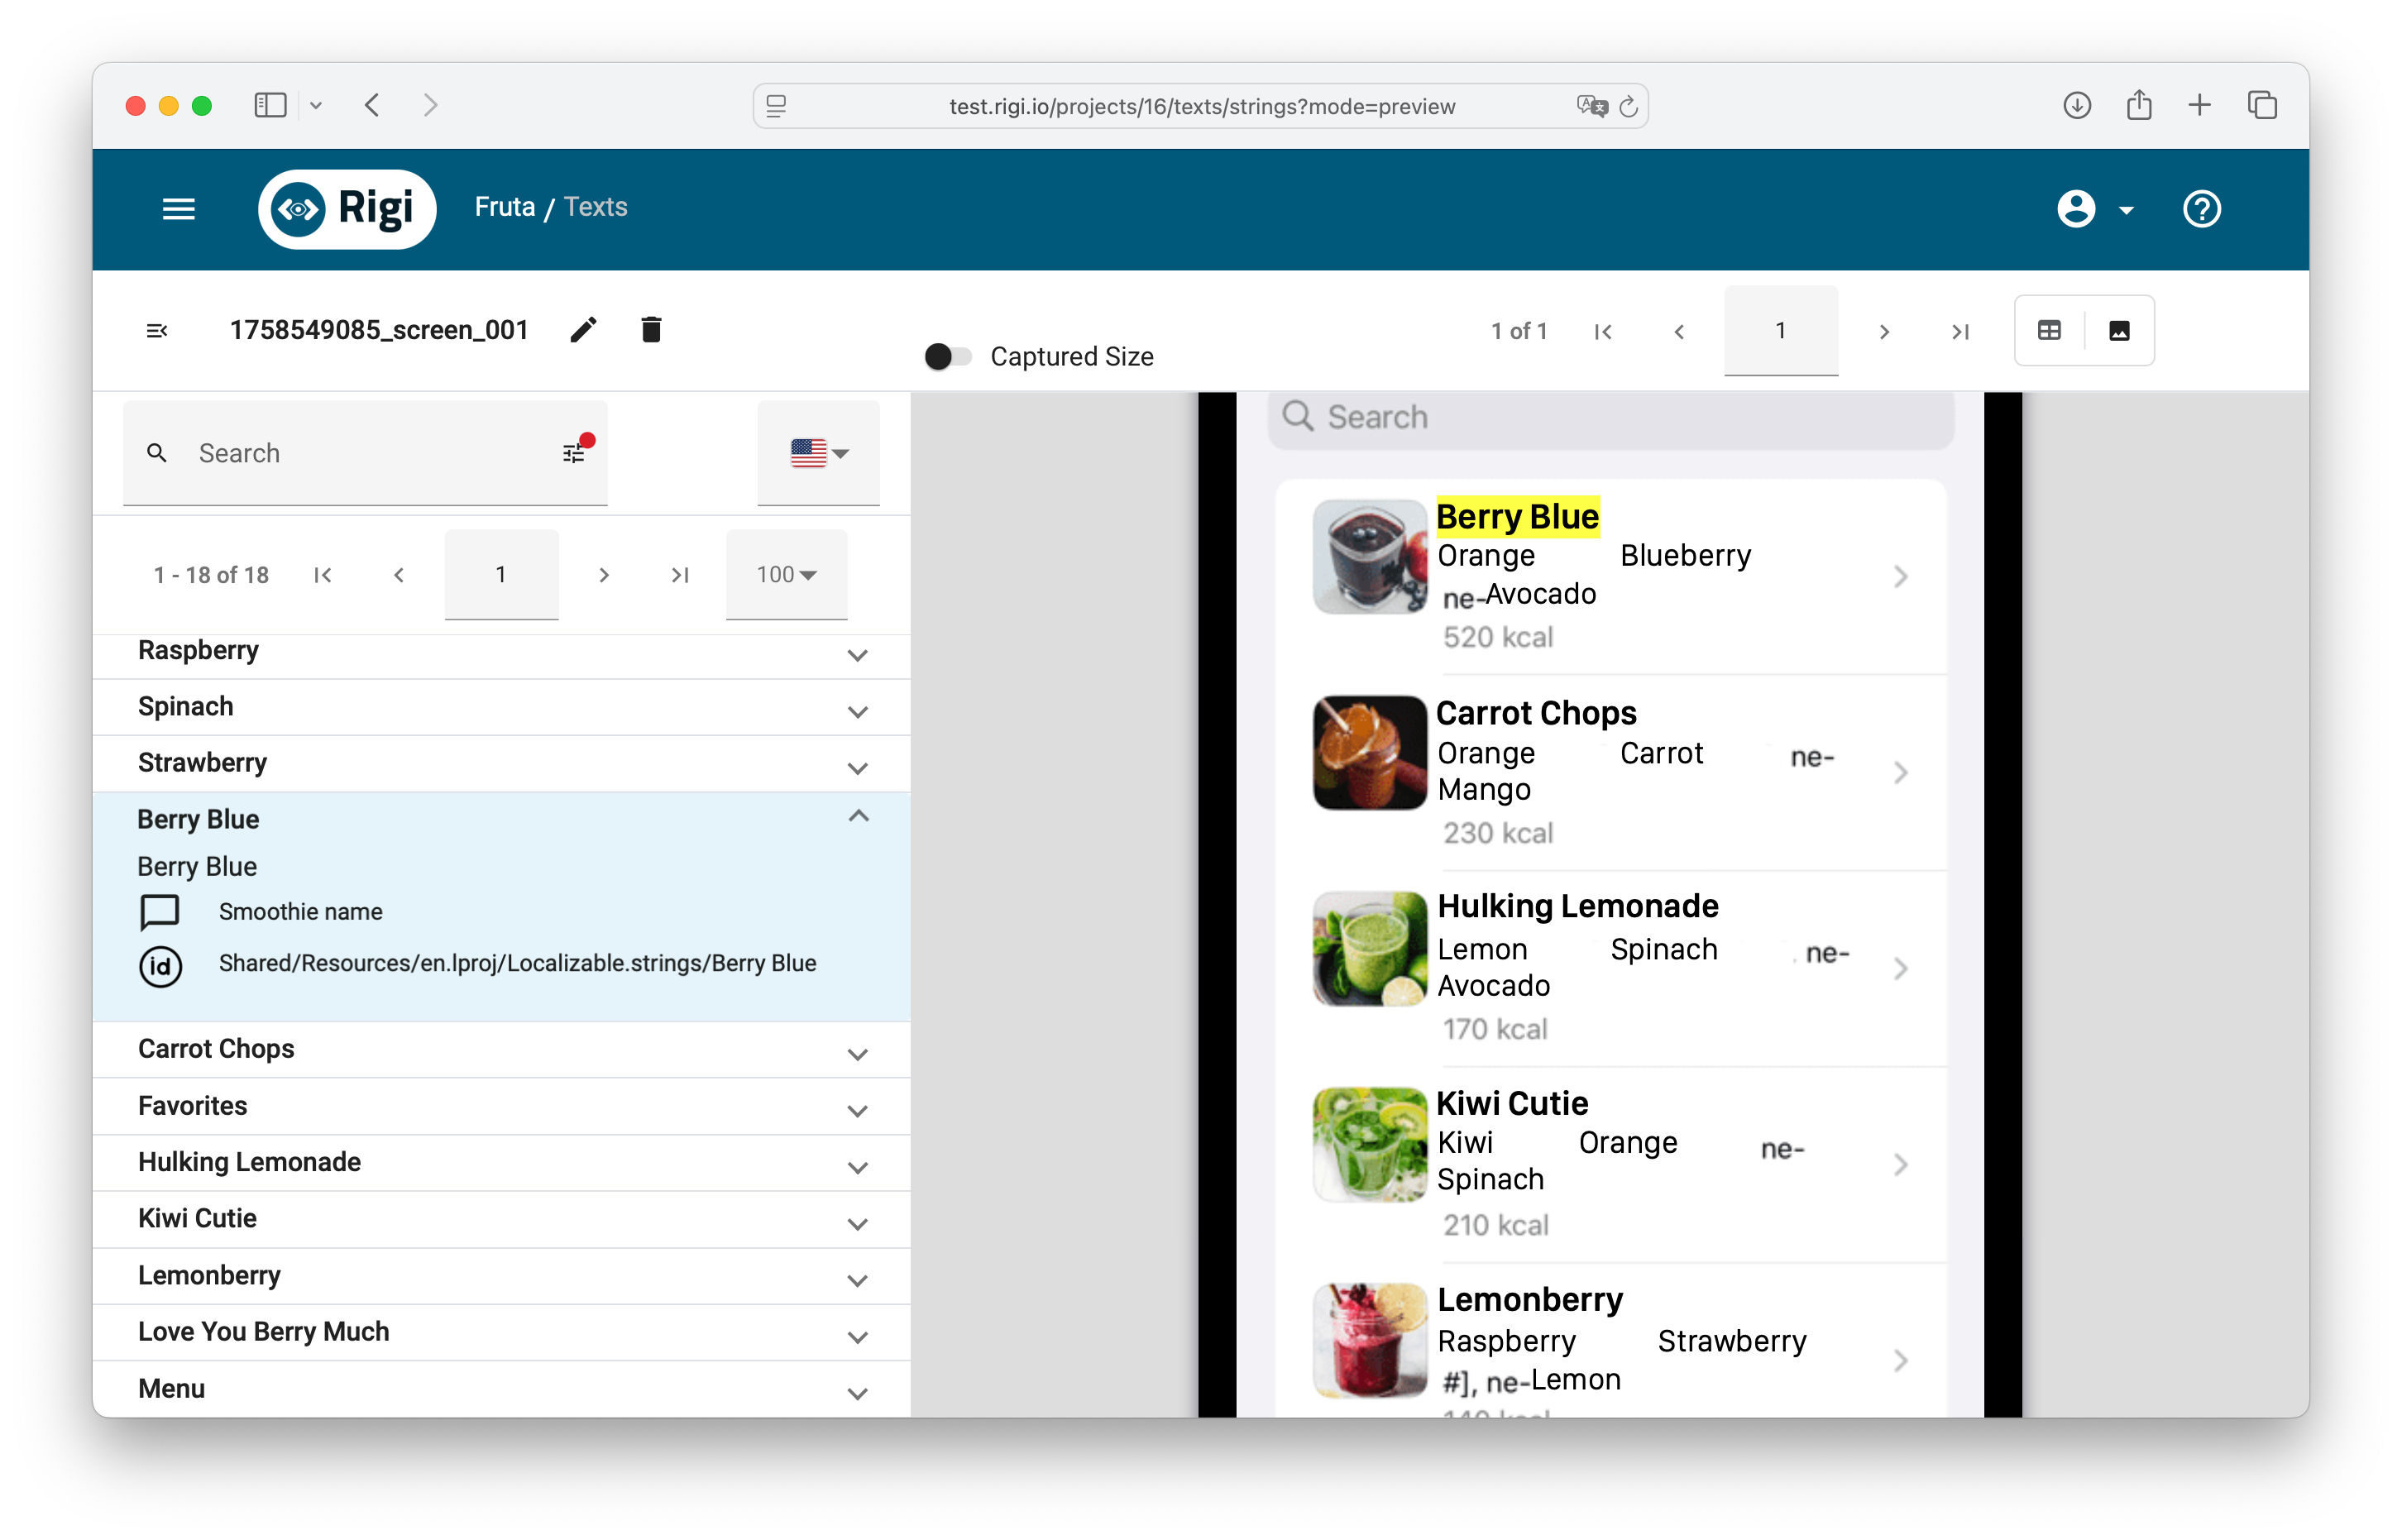 test.rigi.io/projects/16/texts/strings?mode=preview
Rigi
Fruta / Texts
1758549085_screen_001
Captured Size
1 of 1
1
Search
1 - 18 of 18
1
100
Raspberry
Spinach
Strawberry
Berry Blue
Berry Blue
Smoothie name
id
Shared/Resources/en.lproj/Localizable.strings/Berry Blue
Carrot Chops
Favorites
Hulking Lemonade
Kiwi Cutie
Lemonberry
Love You Berry Much
Menu
Search
Berry Blue
Orange Blueberry
ne-Avocado
520 kcal
Carrot Chops
Orange Carrot ne-
Mango
230 kcal
Hulking Lemonade
Lemon Spinach ne-
Avocado
170 kcal
Kiwi Cutie
Kiwi Orange ne-
Spinach
210 kcal
Lemonberry
Raspberry Strawberry
#], ne-Lemon